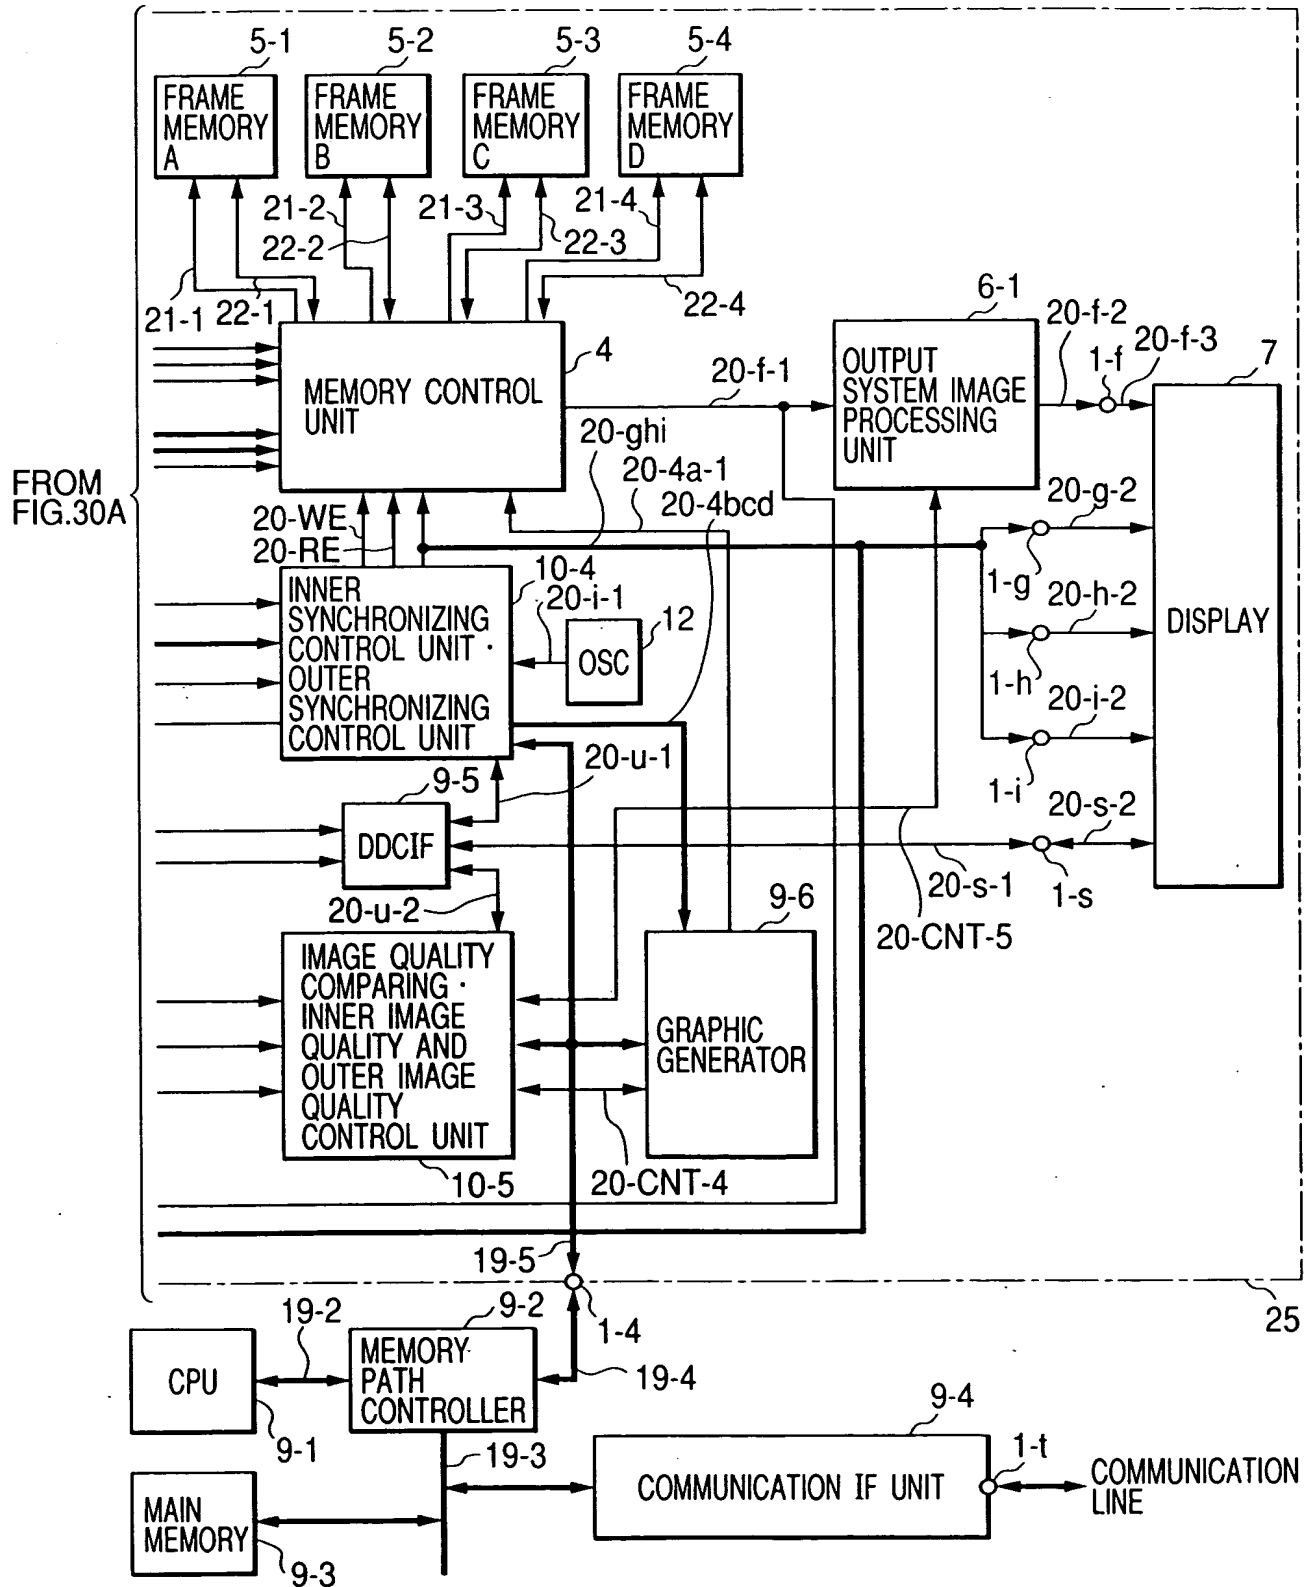 5-1
5-2
5-3
5-4
FRAME
MEMORY
A
FRAME
MEMORY
B
FRAME
MEMORY
C
FRAME
MEMORY
D
21-2
22-2
21-3
22-3
21-4
22-4
21-1
22-1
6-1
20-f-2
1-f
20-f-3
7
4
MEMORY CONTROL
UNIT
20-f-1
OUTPUT
SYSTEM IMAGE
PROCESSING
UNIT
20-ghi
20-4a-1
20-4bcd
FROM
FIG.30A
20-WE
20-RE
20-g-2
1-g
10-4
20-i-1
12
INNER
SYNCHRONIZING
CONTROL UNIT ·
OUTER
SYNCHRONIZING
CONTROL UNIT
OSC
20-h-2
1-h
DISPLAY
20-i-2
1-i
20-u-1
9-5
DDCIF
20-s-2
20-s-1
1-s
20-u-2
9-6
20-CNT-5
IMAGE QUALITY
COMPARING ·
INNER IMAGE
QUALITY AND
OUTER IMAGE
QUALITY
CONTROL UNIT
GRAPHIC
GENERATOR
10-5
20-CNT-4
19-5
25
19-2
9-2
1-4
CPU
MEMORY
PATH
CONTROLLER
19-4
9-1
19-3
9-4
1-t
MAIN
MEMORY
COMMUNICATION IF UNIT
COMMUNICATION
LINE
9-3